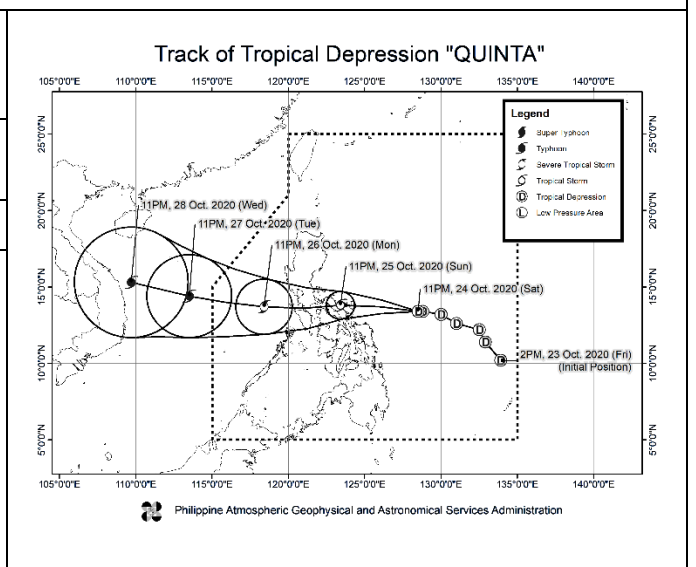 Track of Tropical Depression "QUINTA"
105°0'0"E 110°0'0"E 115°0'0"E 120°0'0"E 125°0'0"E 130°0'0"E 135°0'0"E 140°0'0"E
Legend
Super Typhoon
Typhoon
Severe Tropical Storm
Tropical Storm
D Tropical Depression
L Low Pressure Area
25°0'0"N 25°0'0"N
20°0'0"N 20°0'0"N
11PM, 28 Oct. 2020 (Wed)
11PM, 27 Oct. 2020 (Tue)
11PM, 26 Oct. 2020 (Mon)
11PM, 25 Oct. 2020 (Sun)
11PM, 24 Oct. 2020 (Sat)
15°0'0"N 15°0'0"N
D D D D D D D
2PM, 23 Oct. 2020 (Fri)
(Initial Position)
10°0'0"N 10°0'0"N
5°0'0"N 5°0'0"N
105°0'0"E 110°0'0"E 115°0'0"E 120°0'0"E 125°0'0"E 130°0'0"E 135°0'0"E 140°0'0"E
Philippine Atmospheric Geophysical and Astronomical Services Administration